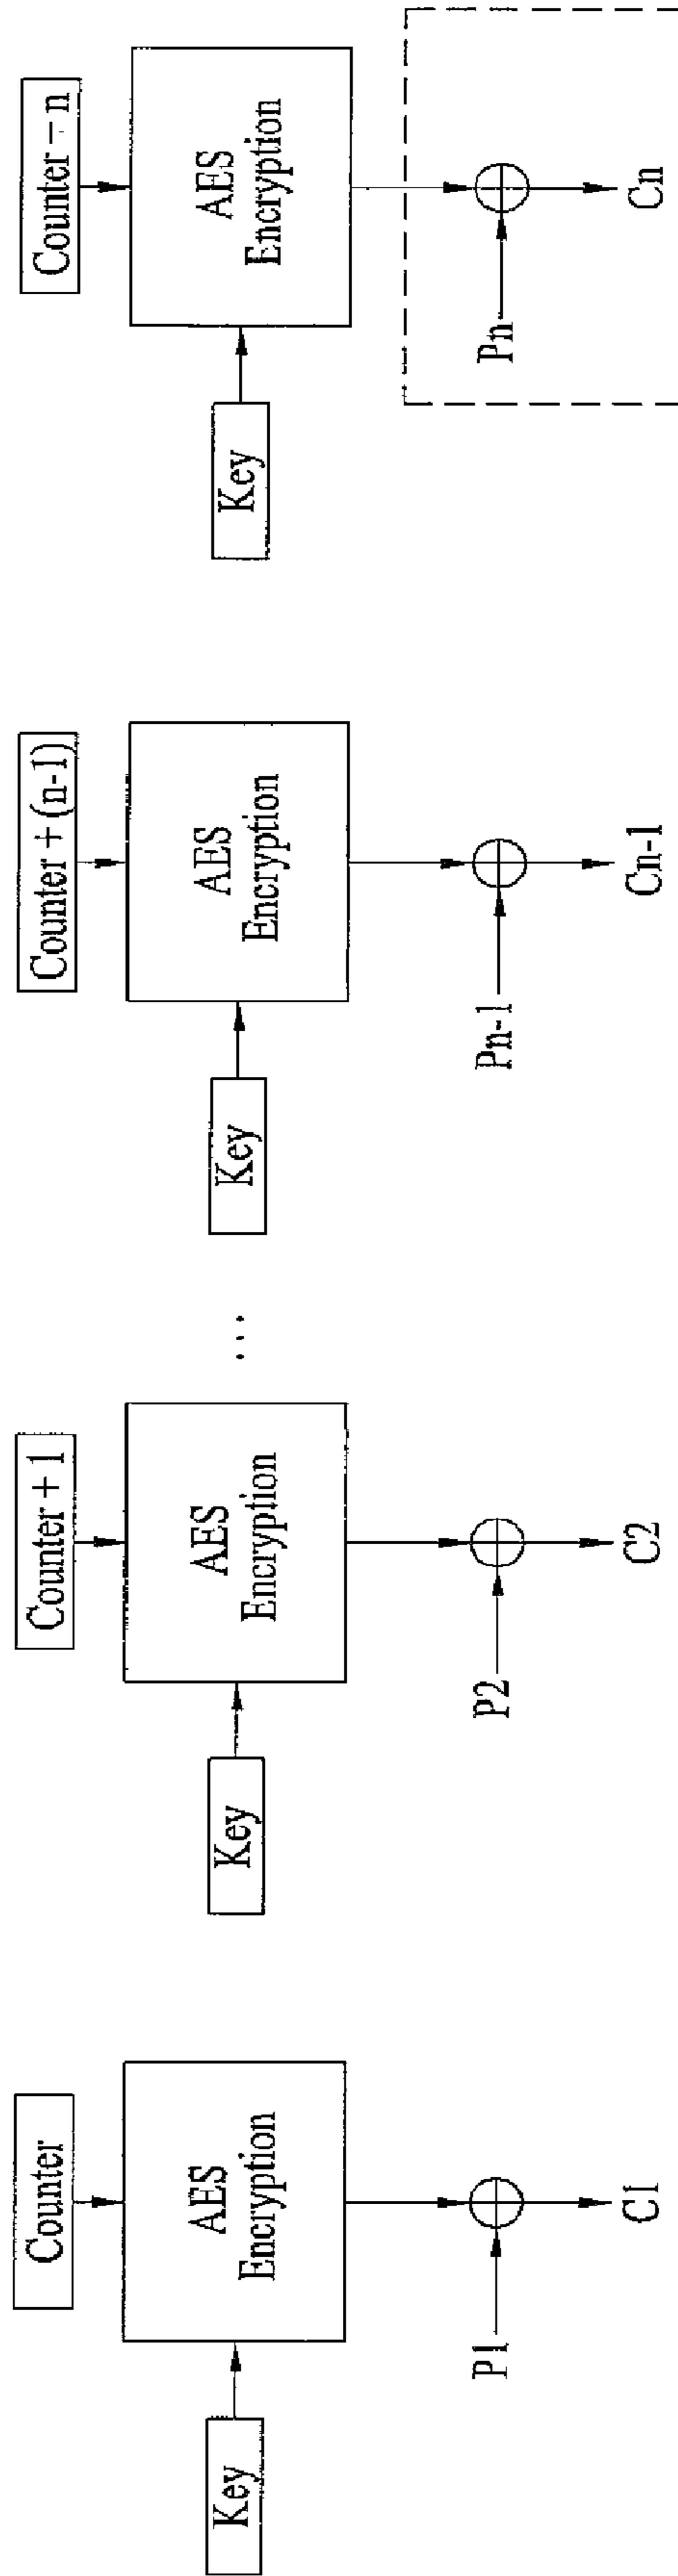 Counter
Key
AES
Encryption
P1
C1
Counter + 1
Key
AES
Encryption
P2
C2
...
Counter + (n-1)
Key
AES
Encryption
Pn-1
Cn-1
Counter − n
Key
AES
Encryption
Pn
Cn